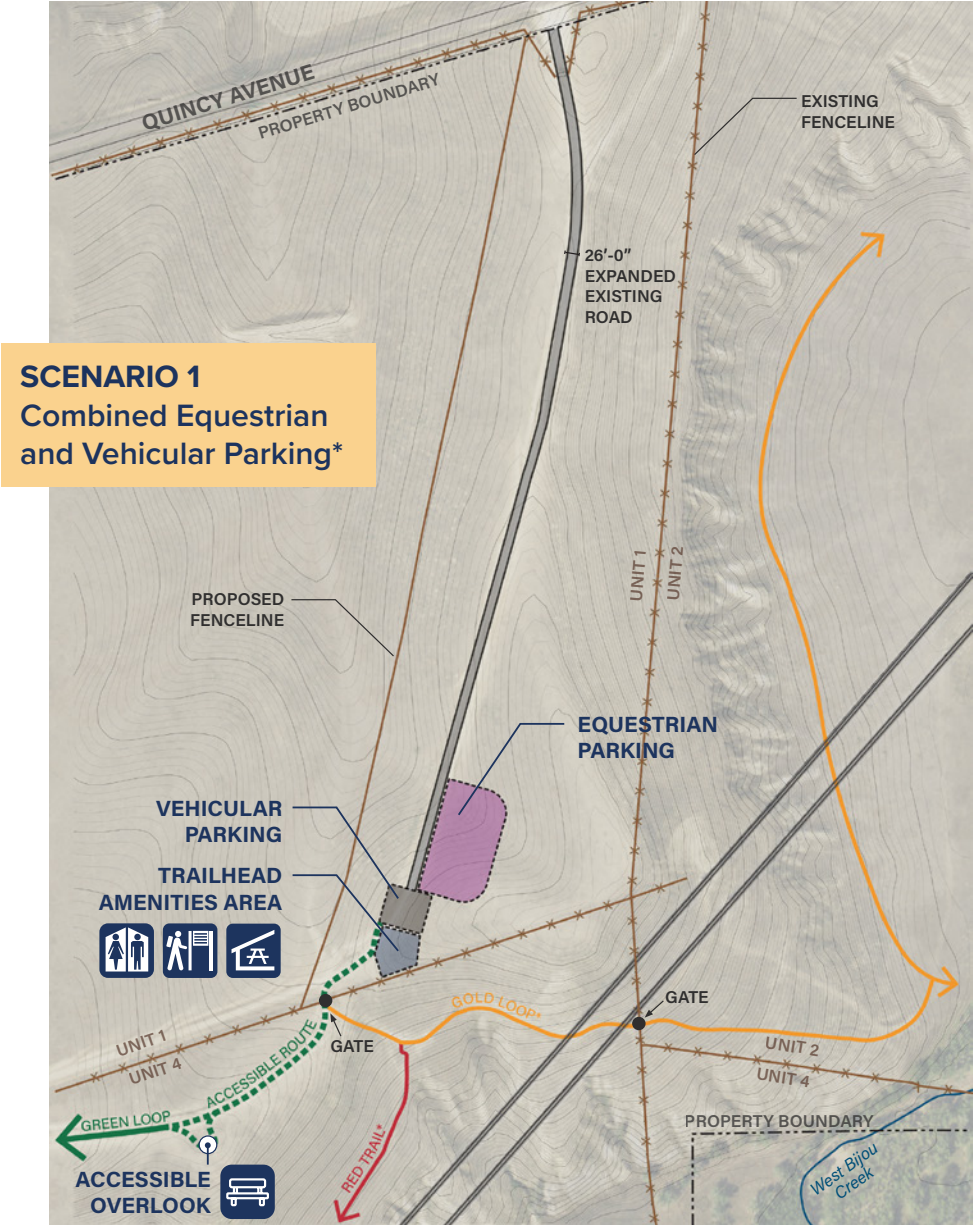 QUINCY AVENUE
PROPERTY BOUNDARY
EXISTING
FENCELINE
26'-0"
EXPANDED
EXISTING
ROAD
SCENARIO 1
Combined Equestrian
and Vehicular Parking*
UNIT 1
UNIT 2
PROPOSED
FENCELINE
EQUESTRIAN
PARKING
VEHICULAR
PARKING
TRAILHEAD
AMENITIES AREA
GOLD LOOP*
GATE
GATE
UNIT 1
UNIT 4
ACCESSIBLE ROUTE
UNIT 2
UNIT 4
GREEN LOOP
PROPERTY BOUNDARY
RED TRAIL*
West Bijou
Creek
ACCESSIBLE
OVERLOOK